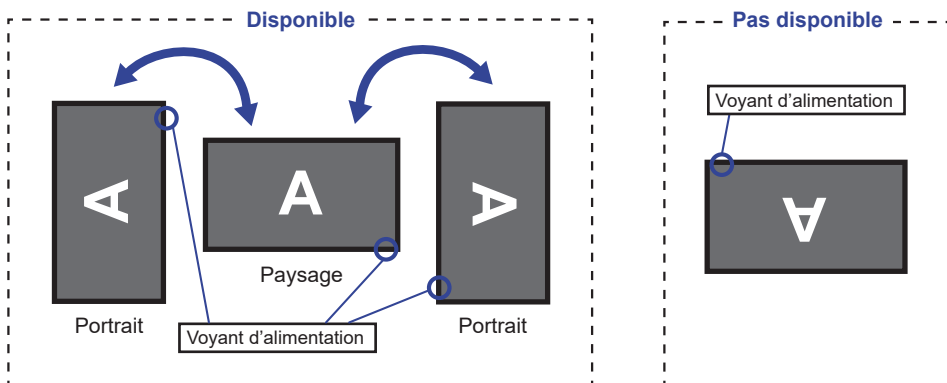 Disponible
Pas disponible
Voyant d'alimentation
A
A
A
A
Paysage
Portrait
Portrait
Voyant d'alimentation